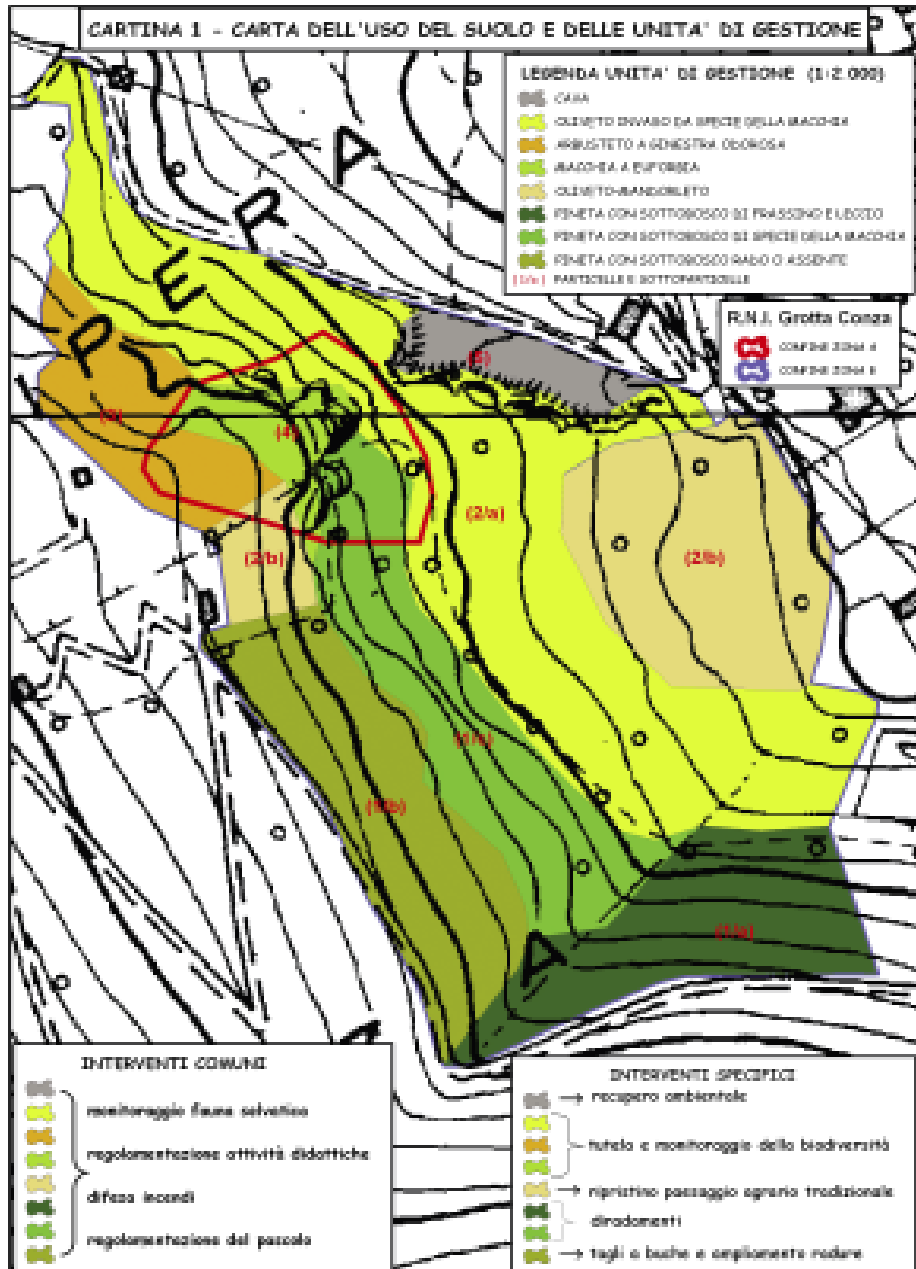 CARTINA 1 - CARTA DELL'USO DEL SUOLO E DELLE UNITA' DI GESTIONE
LEGENDA UNITA' DI GESTIONE (1:2 000)
CAVA
OLIVETO INVASO DA SPECIE DELLA MACCHIA
ARBUSTETO A GINESTRA ODOROSA
MACCHIA A EUFORBIA
OLIVETO-MANDORLETO
PINETA CON SOTTOBOSCO DI FRASSINO E LECCIO
PINETA CON SOTTOBOSCO DI SPECIE DELLA MACCHIA
PINETA CON SOTTOBOSCO RADO O ASSENTE
PARTICELLE E SOTTOPARTICELLE
R.N.I. Grotta Conza
CONFINE ZONA A
CONFINE ZONA B
P E R A
(5)
(4)
(2/a)
(2/b)
(2/b)
(1/c)
(1/b)
(1/a)
A
INTERVENTI COMUNI
monitoraggio fauna selvatica
regolamentazione attività didattiche
difesa incendi
regolamentazione del pascolo
INTERVENTI SPECIFICI
→ recupero ambientale
tutela e monitoraggio della biodiversità
→ ripristino paesaggio agrario tradizionale
diradamenti
→ tagli a buche e ampliamento radure